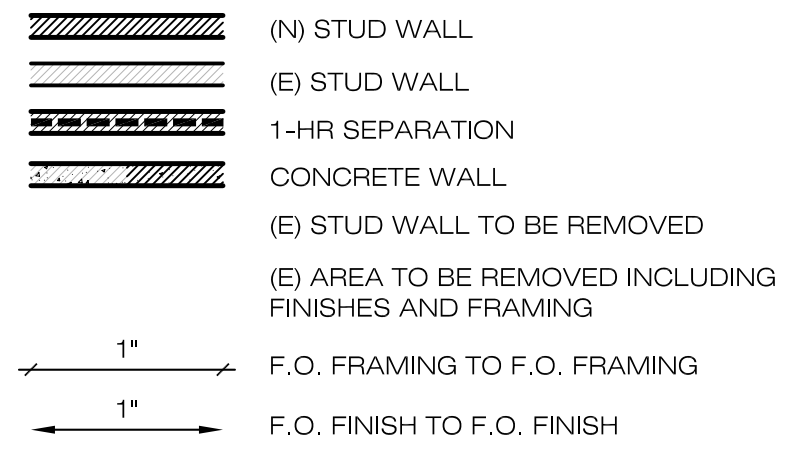 (N) STUD WALL
(E) STUD WALL
1-HR SEPARATION
CONCRETE WALL
(E) STUD WALL TO BE REMOVED
(E) AREA TO BE REMOVED INCLUDING
FINISHES AND FRAMING
1"
F.O. FRAMING TO F.O. FRAMING
1"
F.O. FINISH TO F.O. FINISH